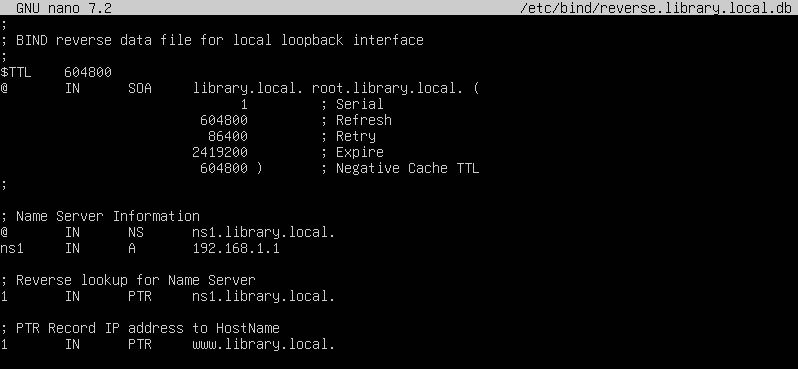 GNU nano 7.2 /etc/bind/reverse.library.local.db
;
; BIND reverse data file for local loopback interface
;
$TTL 604800
@ IN SOA library.local. root.library.local. (
1 ; Serial
604800 ; Refresh
86400 ; Retry
2419200 ; Expire
604800 ) ; Negative Cache TTL
;
; Name Server Information
@ IN NS ns1.library.local.
ns1 IN A 192.168.1.1
; Reverse lookup for Name Server
1 IN PTR ns1.library.local.
; PTR Record IP address to HostName
1 IN PTR www.library.local.